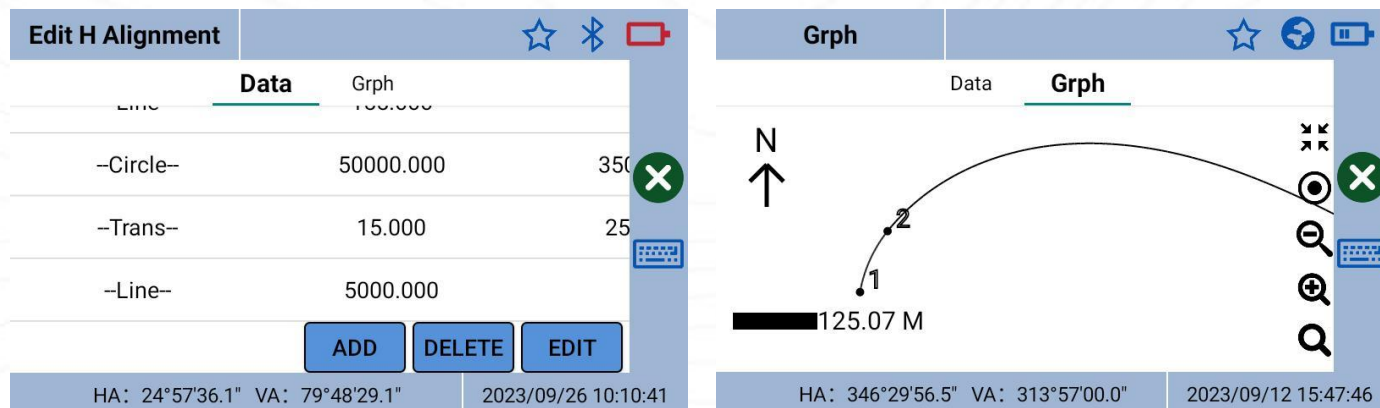 Edit H Alignment
Data Grph
--Circle-- 50000.000 350
--Trans-- 15.000 25
--Line-- 5000.000
ADD DELETE EDIT
HA: 24°57'36.1" VA: 79°48'29.1" 2023/09/26 10:10:41
Grph
Data Grph
N
2
1
125.07 M
HA: 346°29'56.5" VA: 313°57'00.0" 2023/09/12 15:47:46